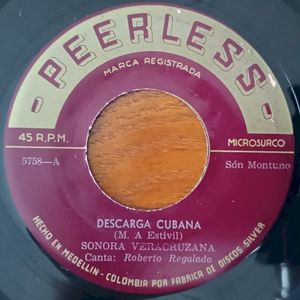 PEERLESS
MARCA REGISTRADA
45 R.P.M.
MICROSURCO
5758—A
Són Montuno
DESCARGA CUBANA
(M. A Estivil)
SONORA VERACRUZANA
Canta: Roberto Regalado
HECHO EN MEDELLIN - COLOMBIA POR FABRICA DE DISCOS SILVER